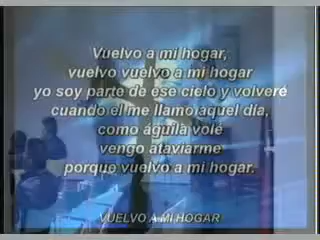 Vuelvo a mi hogar,
vuelvo vuelvo a mi hogar
yo soy parte de ese cielo y volveré
cuando el me llamo aquel día,
como águila volé
vengo ataviarme
porque vuelvo a mi hogar.
VUELVO A MI HOGAR